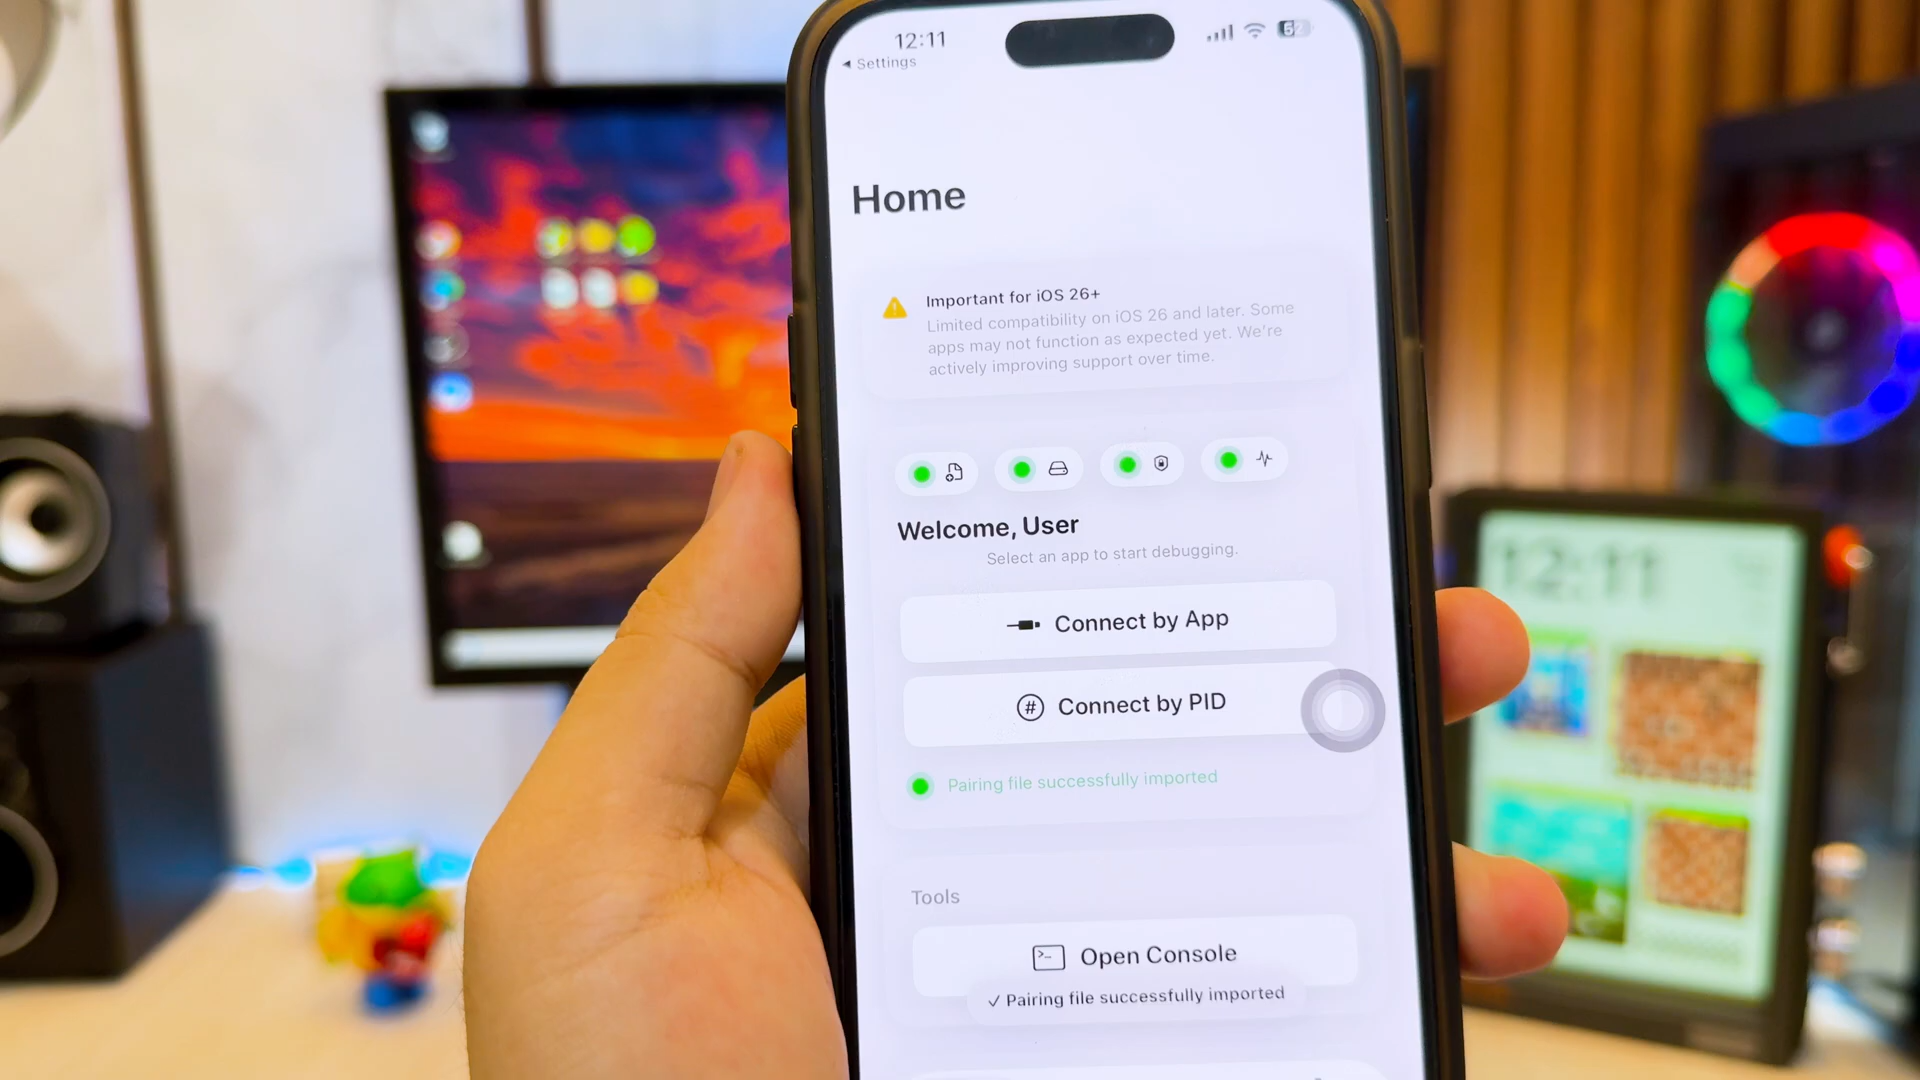 12:11
◀ Settings
Home
Important for iOS 26+
Limited compatibility on iOS 26 and later. Some
apps may not function as expected yet. We're
actively improving support over time.
Welcome, User
Select an app to start debugging.
Connect by App
# Connect by PID
Pairing file successfully imported
Tools
>_ Open Console
✓ Pairing file successfully imported
12:11